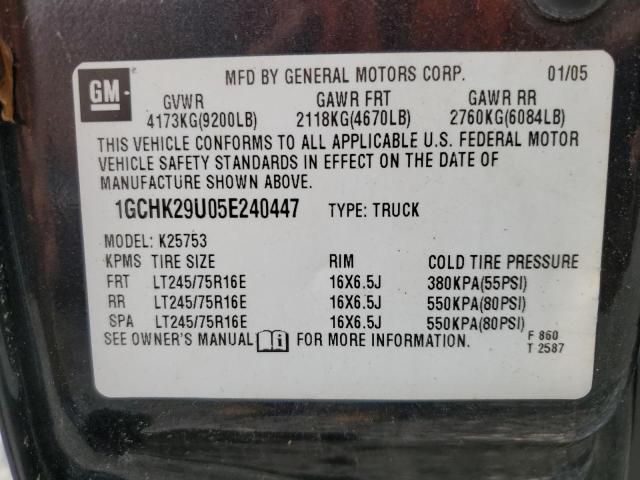 GM
MFD BY GENERAL MOTORS CORP. 01/05
GVWR GAWR FRT GAWR RR
4173KG(9200LB) 2118KG(4670LB) 2760KG(6084LB)
THIS VEHICLE CONFORMS TO ALL APPLICABLE U.S. FEDERAL MOTOR
VEHICLE SAFETY STANDARDS IN EFFECT ON THE DATE OF
MANUFACTURE SHOWN ABOVE.
1GCHK29U05E240447 TYPE: TRUCK
MODEL: K25753
KPMS TIRE SIZE RIM COLD TIRE PRESSURE
FRT LT245/75R16E 16X6.5J 380KPA(55PSI)
RR LT245/75R16E 16X6.5J 550KPA(80PSI)
SPA LT245/75R16E 16X6.5J 550KPA(80PSI)
SEE OWNER'S MANUAL FOR MORE INFORMATION. F 860
T 2587